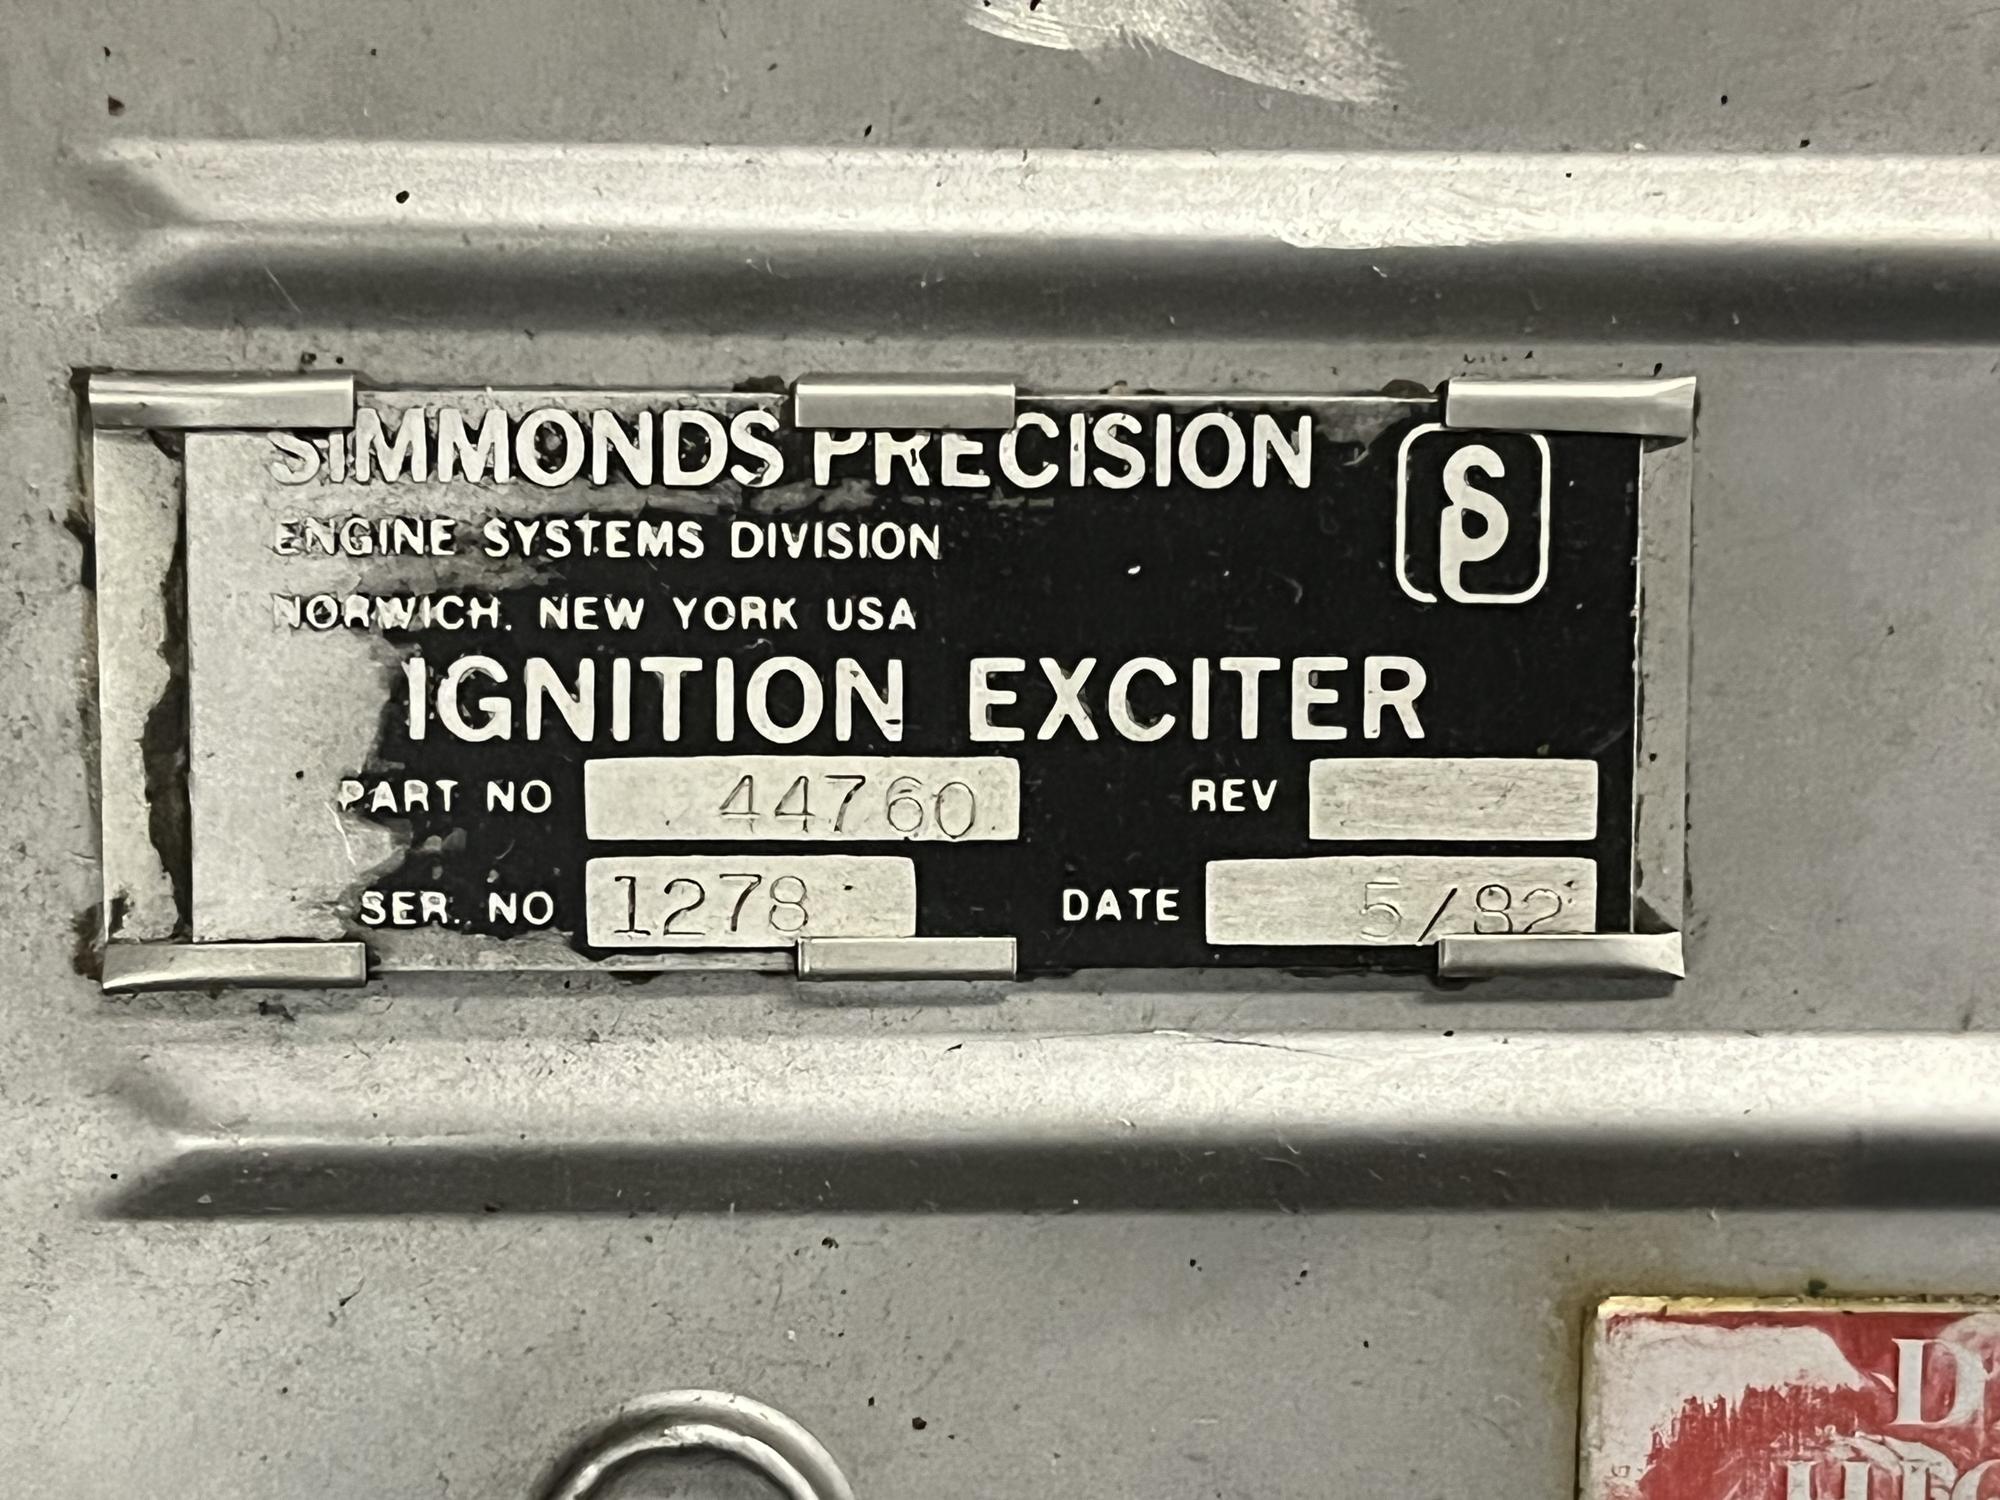 SIMMONDS PRECISION
ENGINE SYSTEMS DIVISION
NORWICH, NEW YORK USA
IGNITION EXCITER
PART NO 44760 REV
SER. NO 1278 DATE 5/82